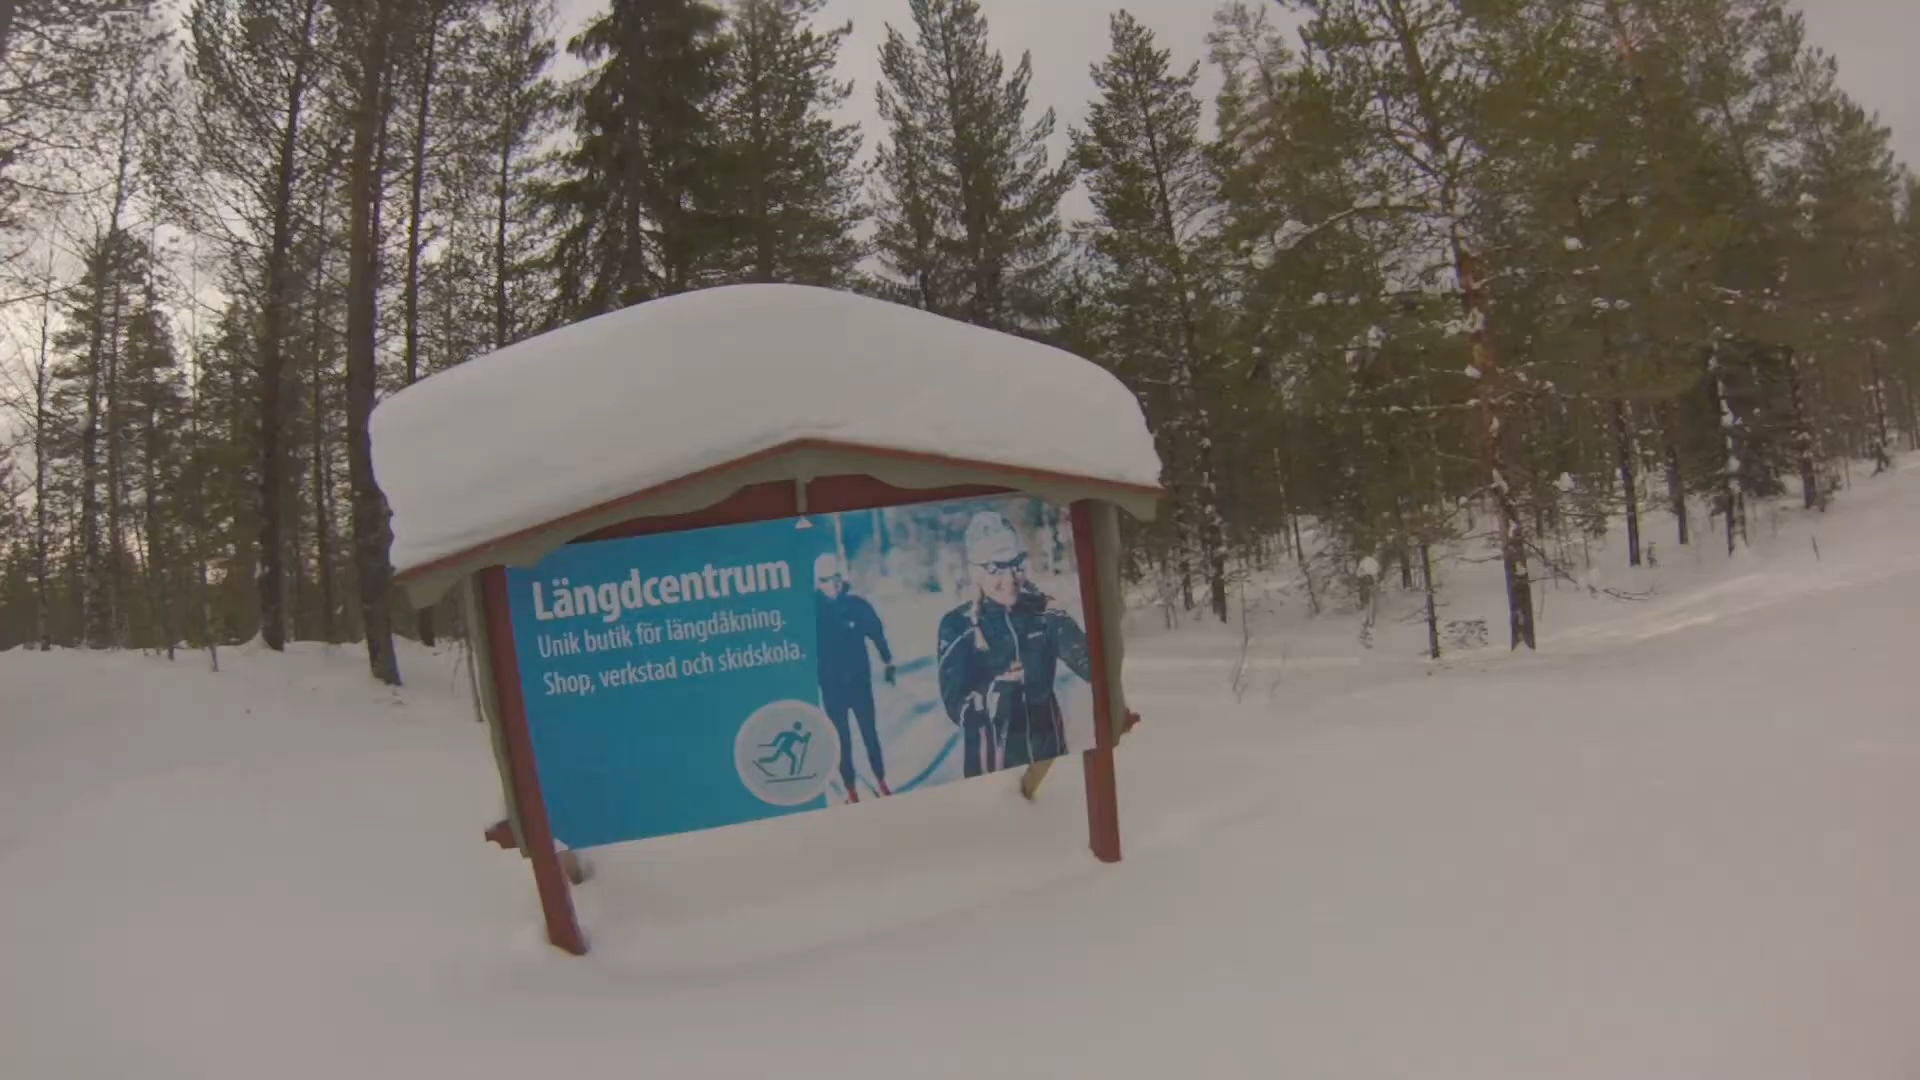 Längdcentrum
Unik butik för längdåkning.
Shop, verkstad och skidskola.